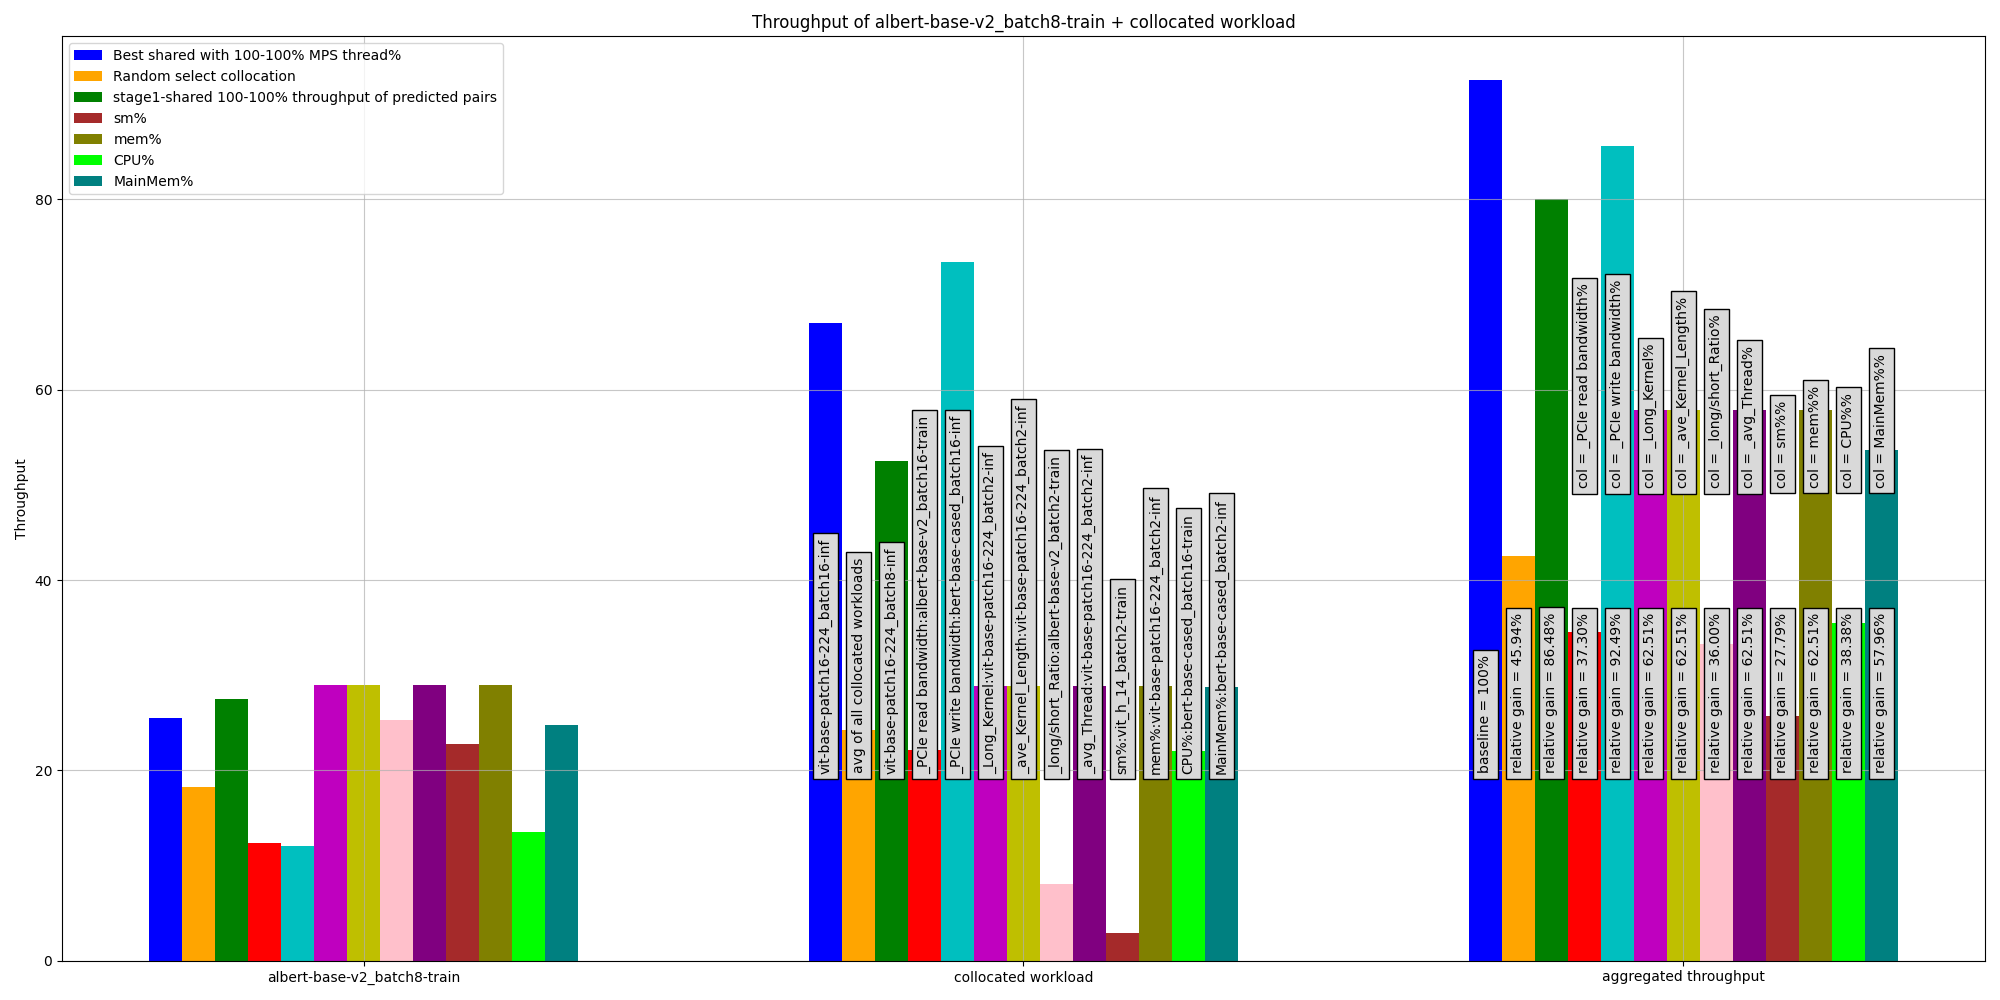 Throughput of albert-base-v2_batch8-train + collocated workload
Best shared with 100-100% MPS thread%
Random select collocation
stage1-shared 100-100% throughput of predicted pairs
sm%
mem%
CPU%
MainMem%
Throughput
80
60
40
20
0
vit-base-patch16-224_batch16-inf
avg of all collocated workloads
vit-base-patch16-224_batch8-inf
_PCIe read bandwidth:albert-base-v2_batch16-train
_PCIe write bandwidth:bert-base-cased_batch16-inf
_Long_Kernel:vit-base-patch16-224_batch2-inf
_ave_Kernel_Length:vit-base-patch16-224_batch2-inf
_long/short_Ratio:albert-base-v2_batch2-train
_avg_Thread:vit-base-patch16-224_batch2-inf
sm%:vit_h_14_batch2-train
mem%:vit-base-patch16-224_batch2-inf
CPU%:bert-base-cased_batch16-train
MainMem%:bert-base-cased_batch2-inf
col = _PCIe read bandwidth%
col = _PCIe write bandwidth%
col = _Long_Kernel%
col = _ave_Kernel_Length%
col = _long/short_Ratio%
col = _avg_Thread%
col = sm%%
col = mem%%
col = CPU%%
col = MainMem%%
baseline = 100%
relative gain = 45.94%
relative gain = 86.48%
relative gain = 37.30%
relative gain = 92.49%
relative gain = 62.51%
relative gain = 62.51%
relative gain = 36.00%
relative gain = 62.51%
relative gain = 27.79%
relative gain = 62.51%
relative gain = 38.38%
relative gain = 57.96%
albert-base-v2_batch8-train
collocated workload
aggregated throughput